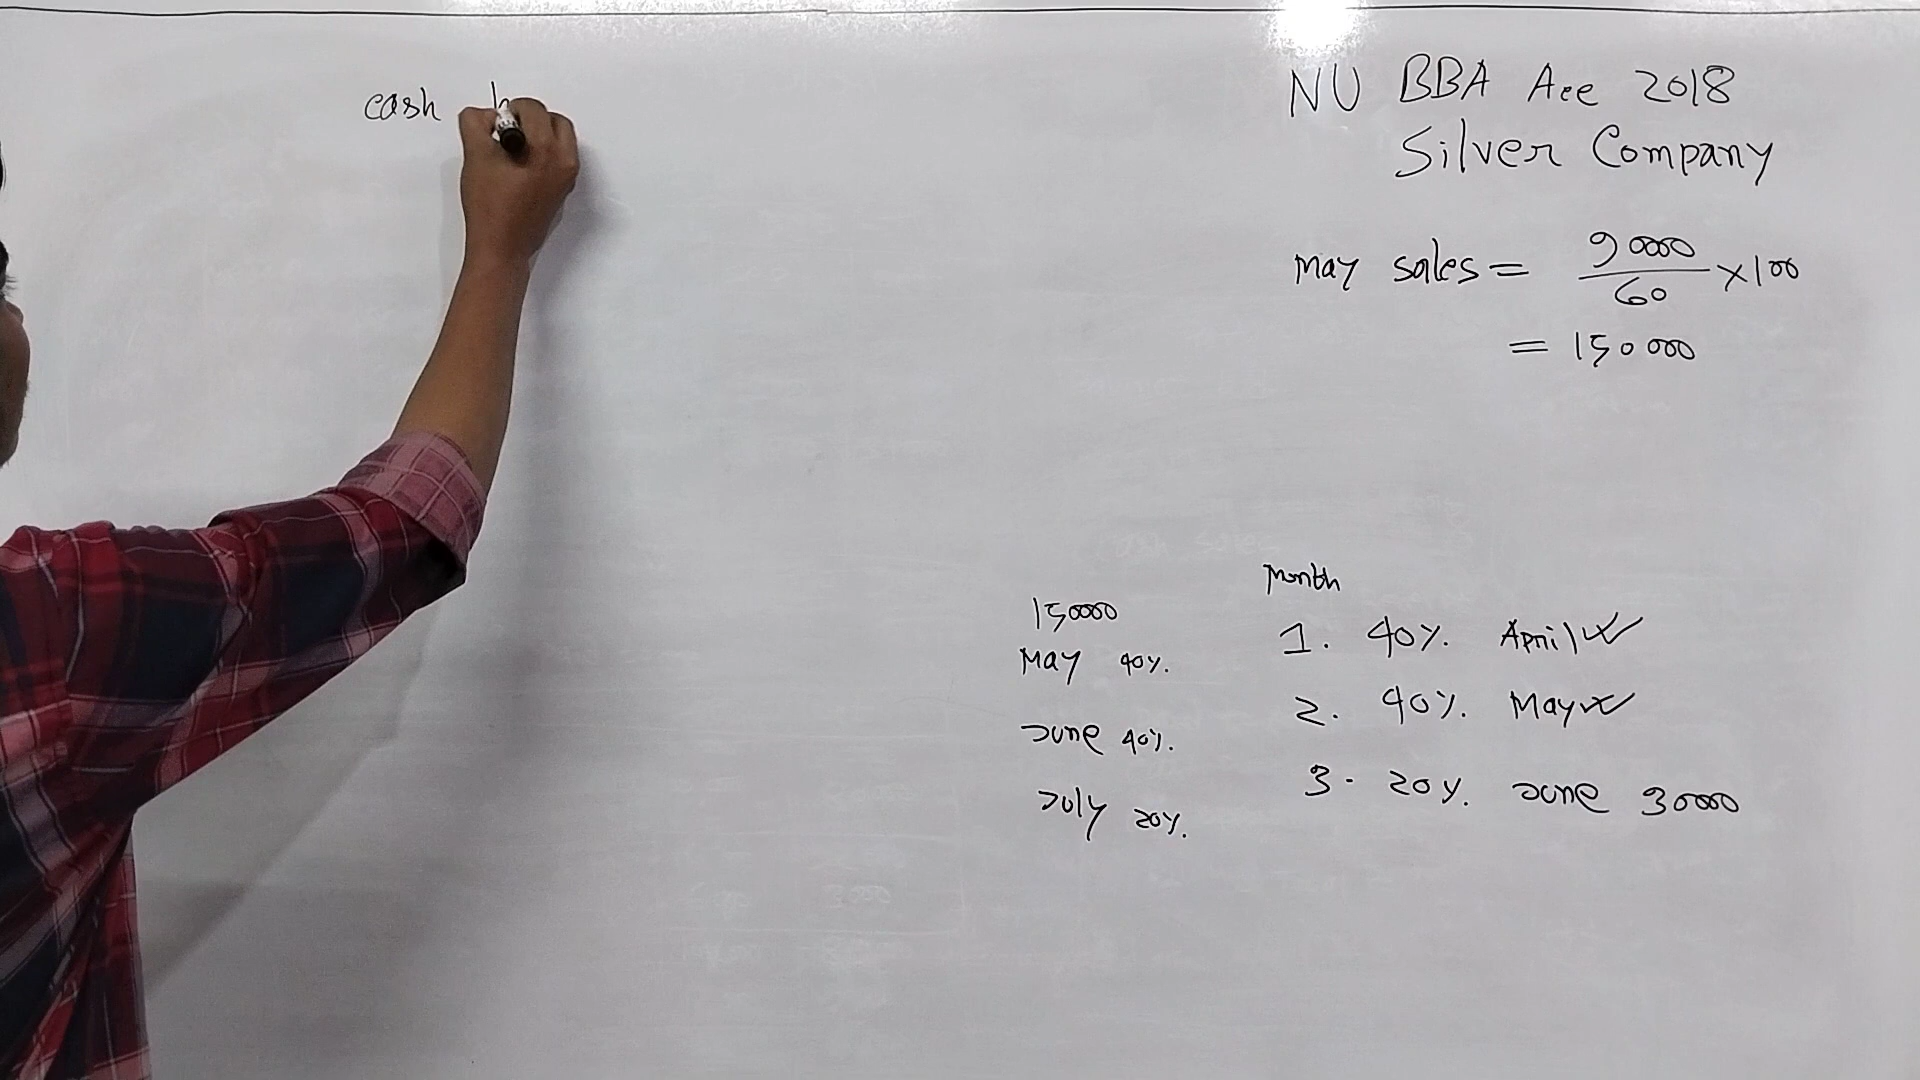 cash
NU BBA Acc 2018
Silver Company
May sales = 90000 / 60 × 100
= 150000
150000
May 40%.
June 40%.
July 20%.
Month
1. 40%. April
2. 40%. May
3. 20%. June 30000